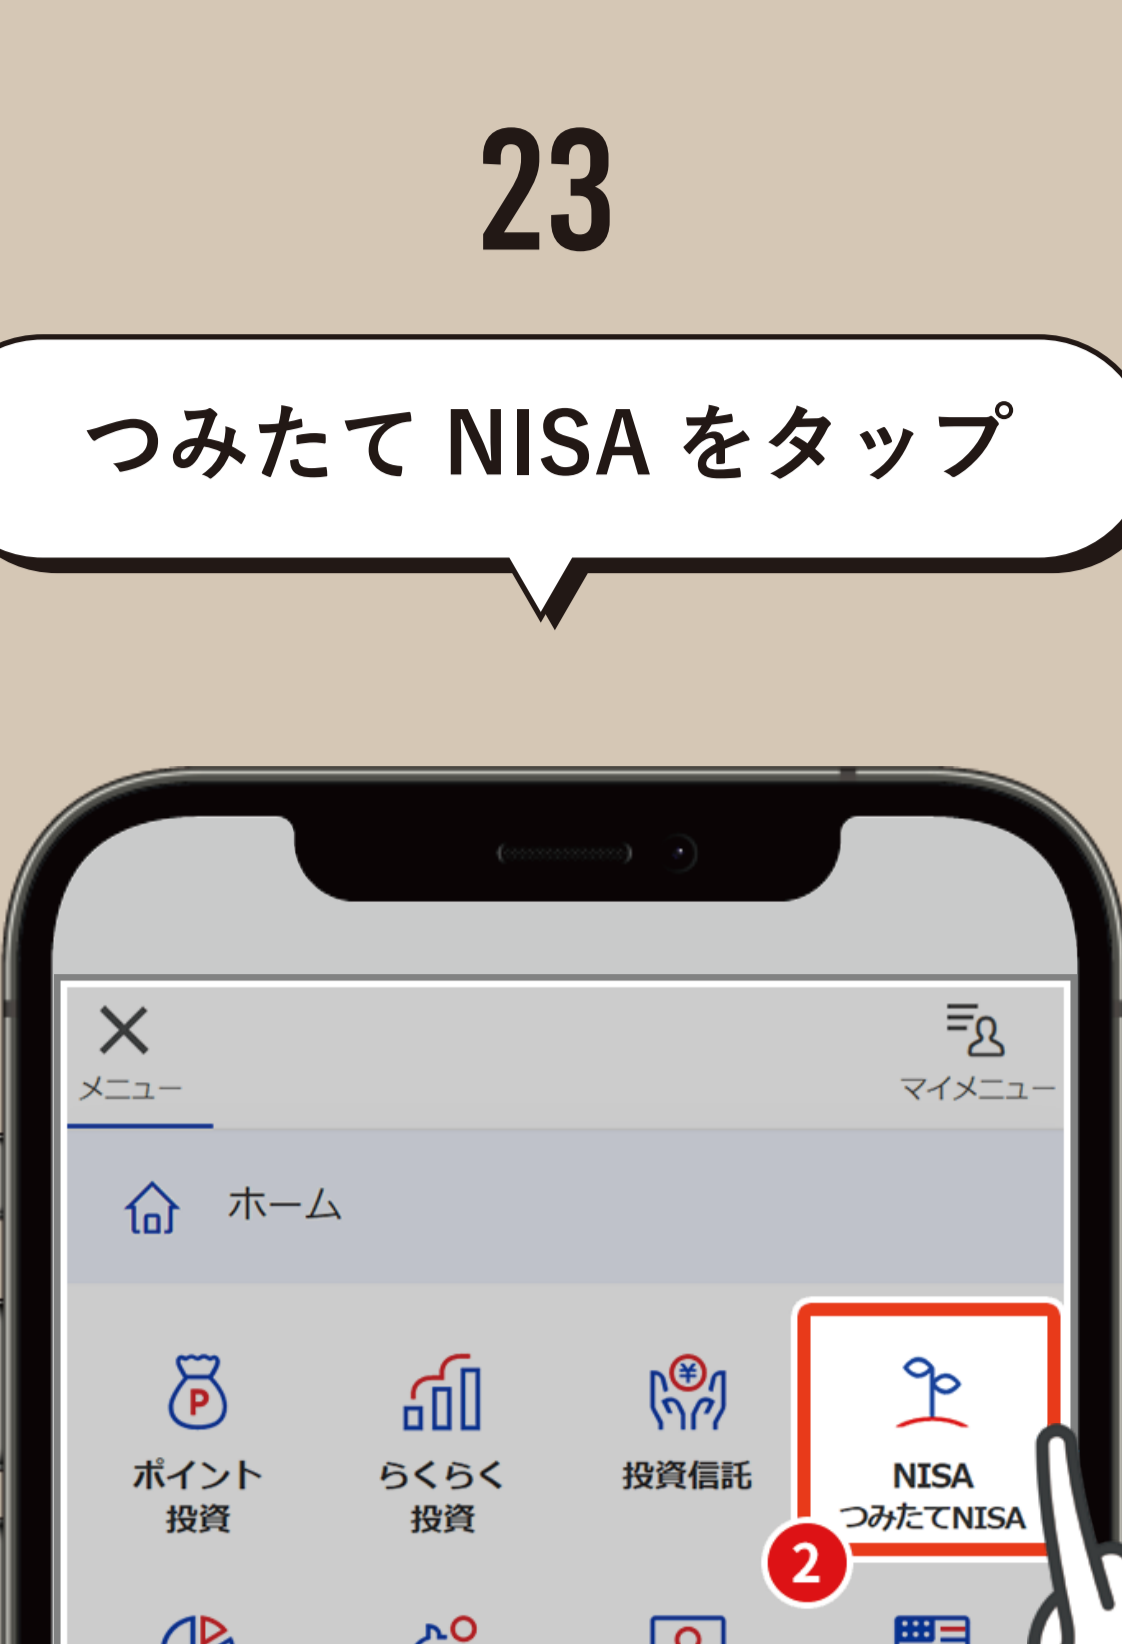 23
つみたて NISA をタップ
メニュー
マイメニュー
ホーム
P
¥
ポイント
投資
らくらく
投資
投資信託
NISA
つみたてNISA
2